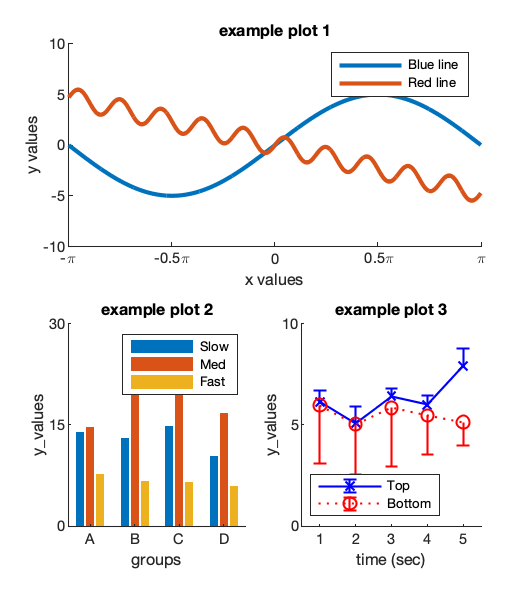 example plot 1
10
5
0
-5
-10
y values
Blue line
Red line
-π
-0.5π
0
0.5π
π
x values
example plot 2
30
15
0
y_values
Slow
Med
Fast
A
B
C
D
groups
example plot 3
10
5
0
y_values
Top
Bottom
1
2
3
4
5
time (sec)